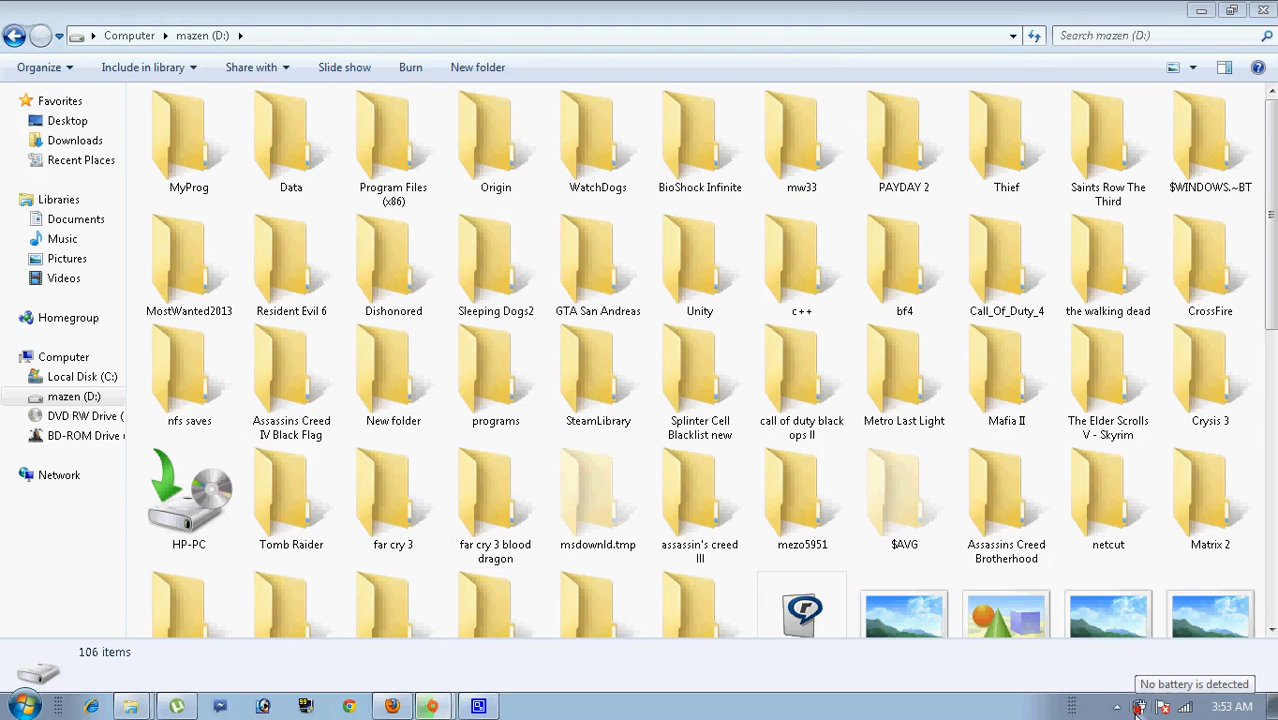 Computer
mazen (D:)
Search mazen (D:)
Organize
Include in library
Share with
Slide show
Burn
New folder
Favorites
Desktop
Downloads
Recent Places
Libraries
Documents
Music
Pictures
Videos
Homegroup
Computer
Local Disk (C:)
mazen (D:)
DVD RW Drive (
BD-ROM Drive
Network
MyProg
Data
Program Files
(x86)
Origin
WatchDogs
BioShock Infinite
mw33
PAYDAY 2
Thief
Saints Row The
Third
$WINDOWS.~BT
MostWanted2013
Resident Evil 6
Dishonored
Sleeping Dogs2
GTA San Andreas
Unity
c++
bf4
Call_Of_Duty_4
the walking dead
CrossFire
nfs saves
Assassins Creed
IV Black Flag
New folder
programs
SteamLibrary
Splinter Cell
Blacklist new
call of duty black
ops II
Metro Last Light
Mafia II
The Elder Scrolls
V - Skyrim
Crysis 3
HP-PC
Tomb Raider
far cry 3
far cry 3 blood
dragon
msdownld.tmp
assassin's creed
III
mezo5951
$AVG
Assassins Creed
Brotherhood
netcut
Matrix 2
106 items
No battery is detected
3:53 AM